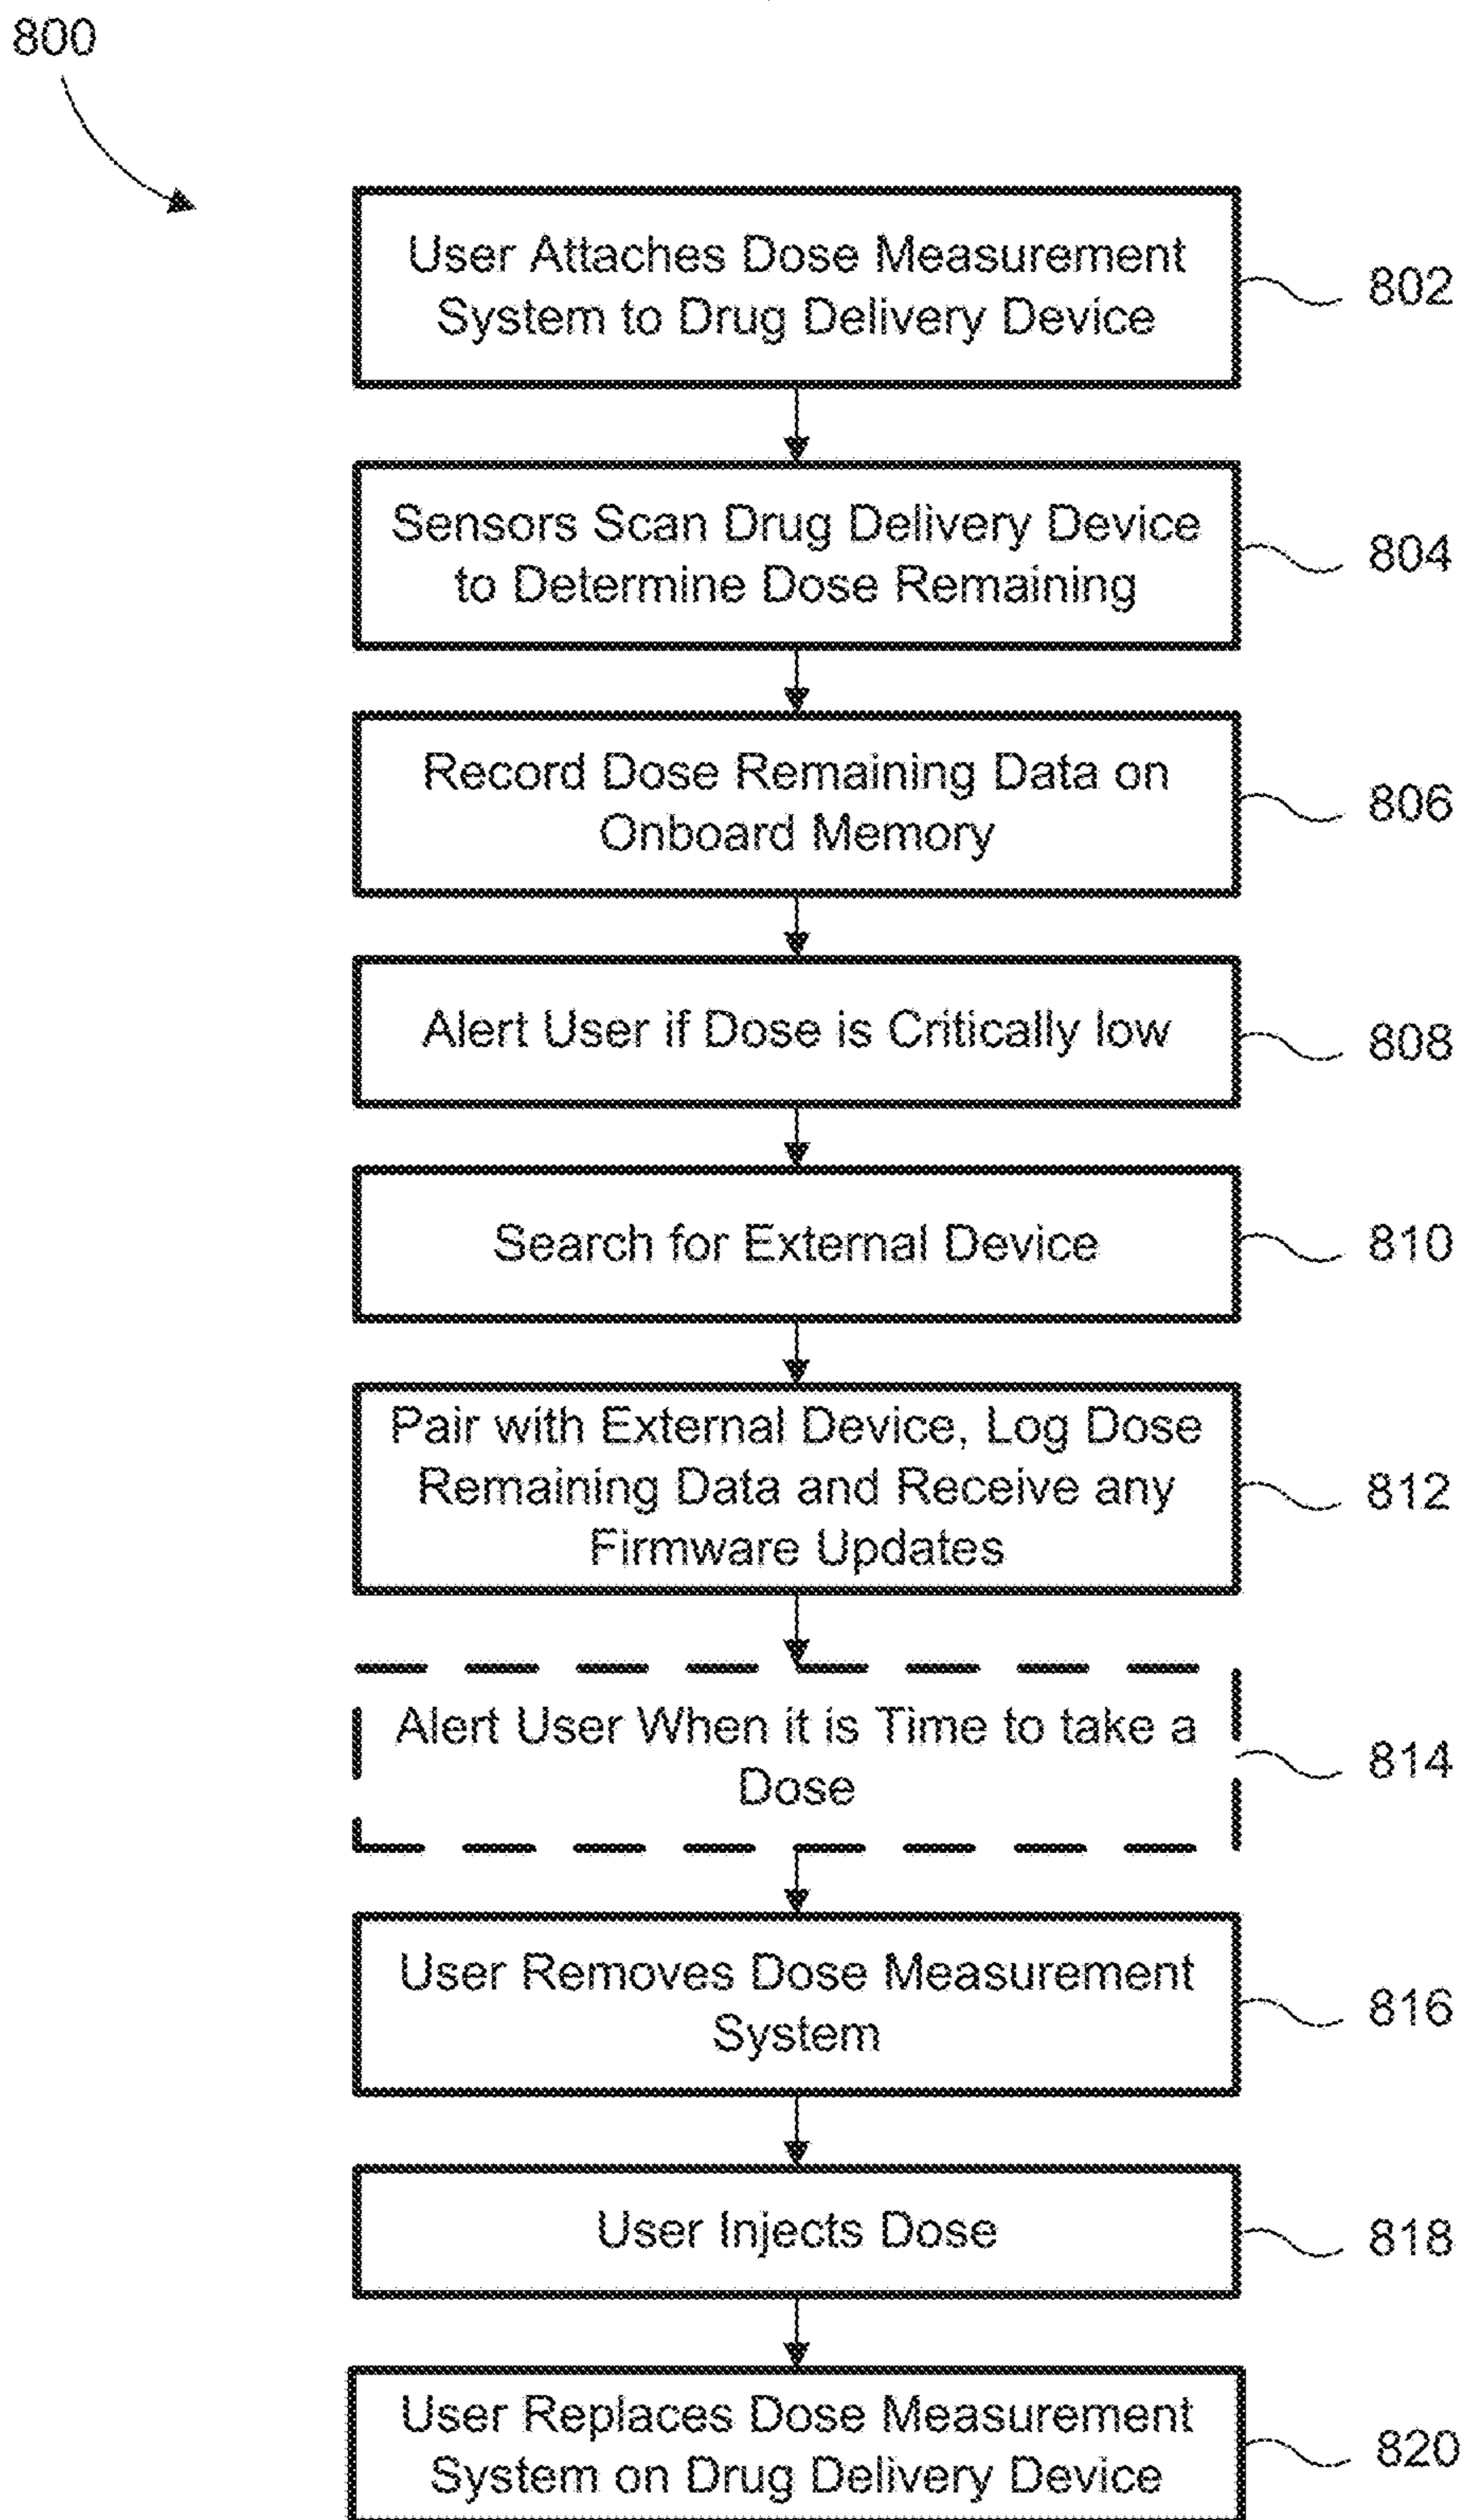 800
User Attaches Dose Measurement
System to Drug Delivery Device
802
Sensors Scan Drug Delivery Device
to Determine Dose Remaining
804
Record Dose Remaining Data on
Onboard Memory
806
Alert User if Dose is Critically low
808
Search for External Device
810
Pair with External Device, Log Dose
Remaining Data and Receive any
Firmware Updates
812
Alert User When it is Time to take a
Dose
814
User Removes Dose Measurement
System
816
User Injects Dose
818
User Replaces Dose Measurement
System on Drug Delivery Device
820